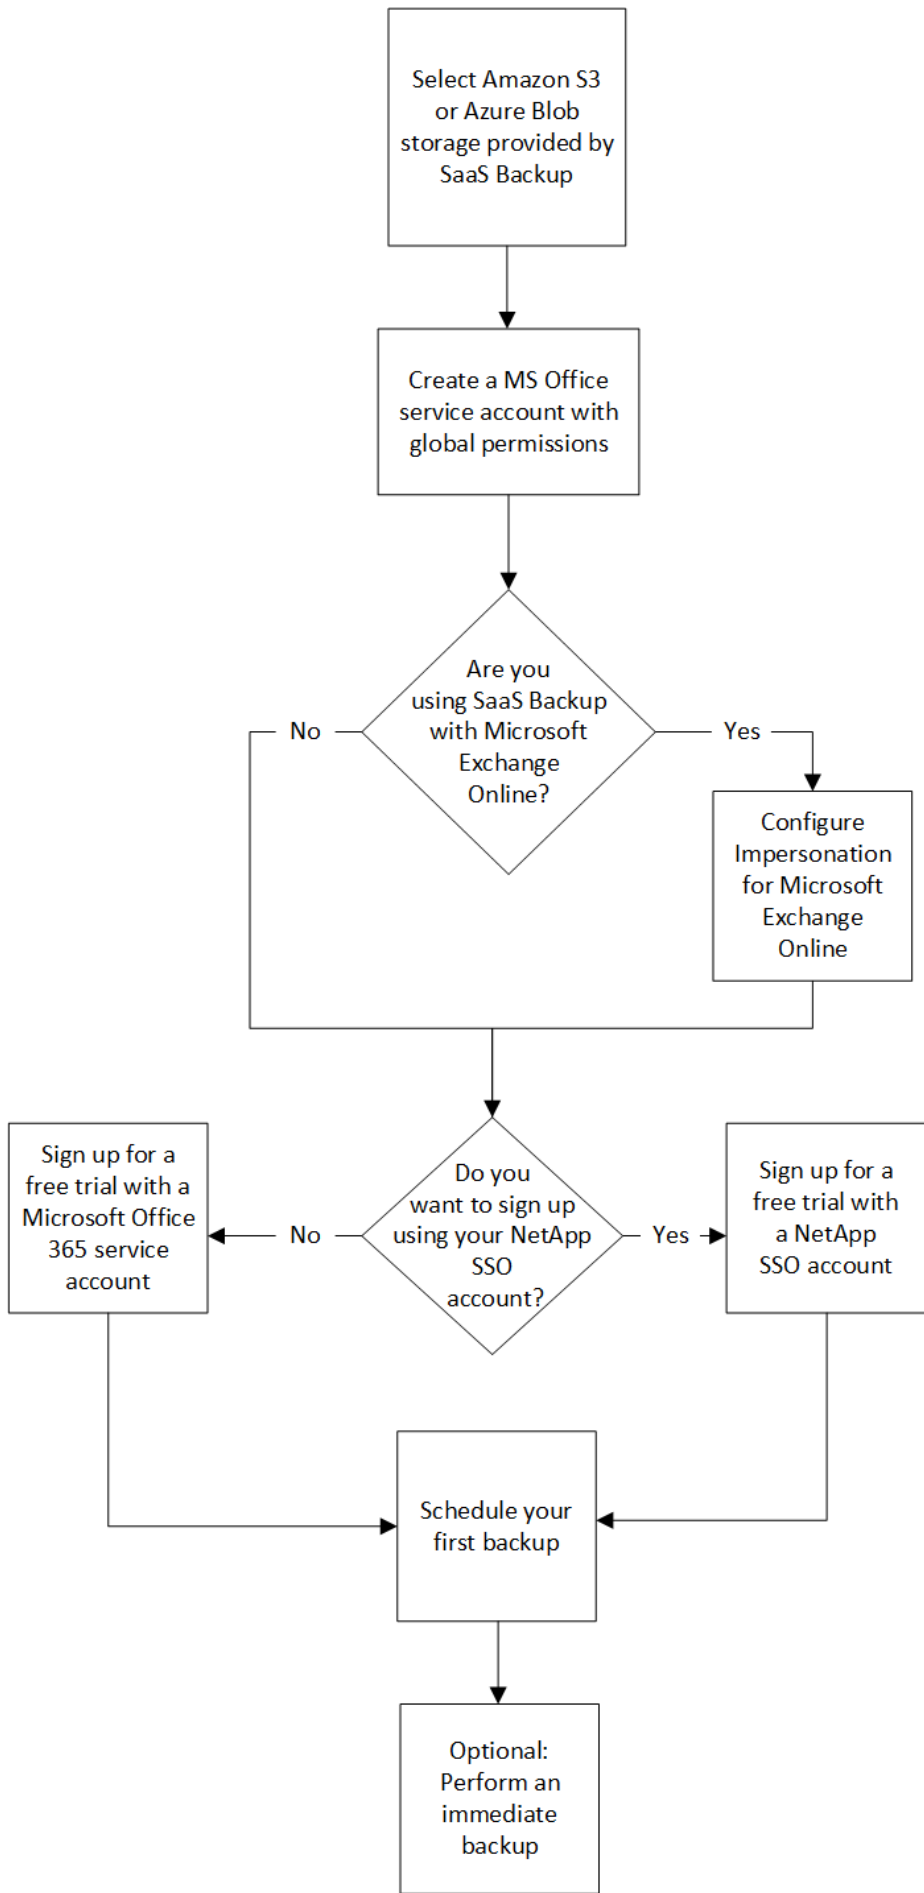 Select Amazon S3
or Azure Blob
storage provided by
SaaS Backup
Create a MS Office
service account with
global permissions
Are you
using SaaS Backup
with Microsoft
Exchange
Online?
No
Yes
Configure
Impersonation
for Microsoft
Exchange
Online
Sign up for a
free trial with a
Microsoft Office
365 service
account
No
Do you
want to sign up
using your NetApp
SSO
account?
Yes
Sign up for a
free trial with
a NetApp
SSO account
Schedule your
first backup
Optional:
Perform an
immediate
backup